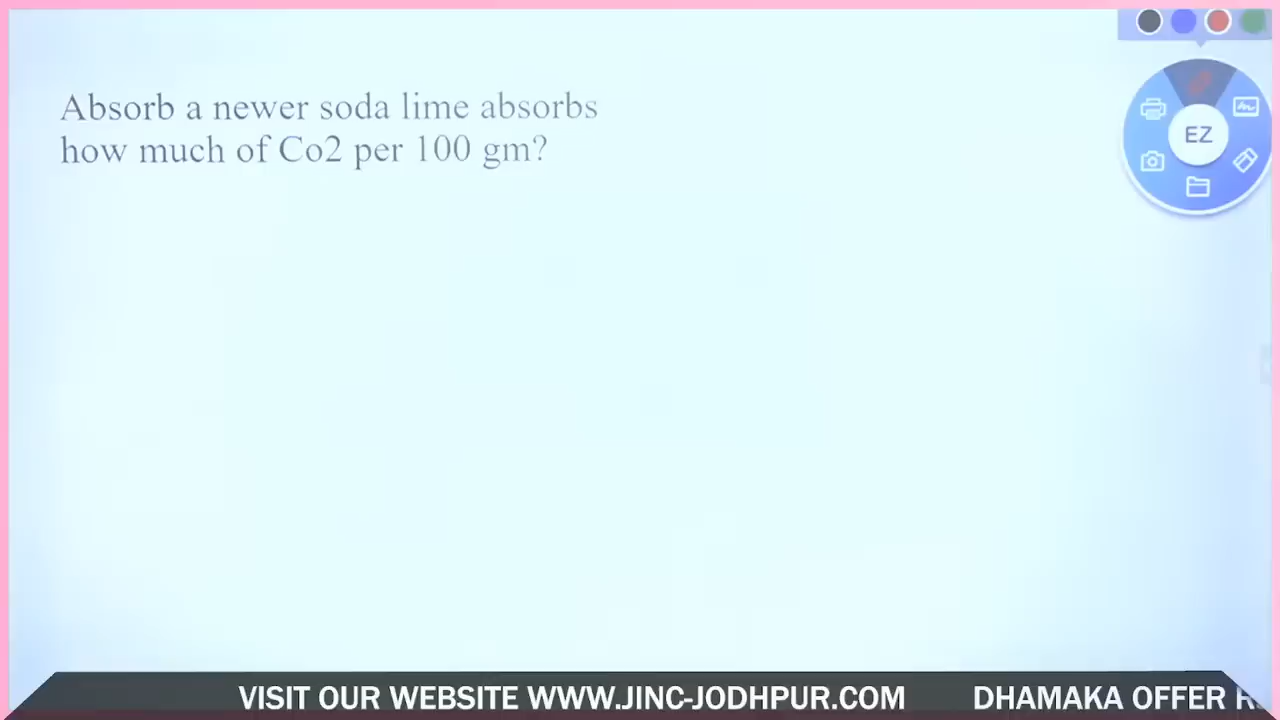 Absorb a newer soda lime absorbs
how much of Co2 per 100 gm?
EZ
VISIT OUR WEBSITE WWW.JINC-JODHPUR.COM DHAMAKA OFFER